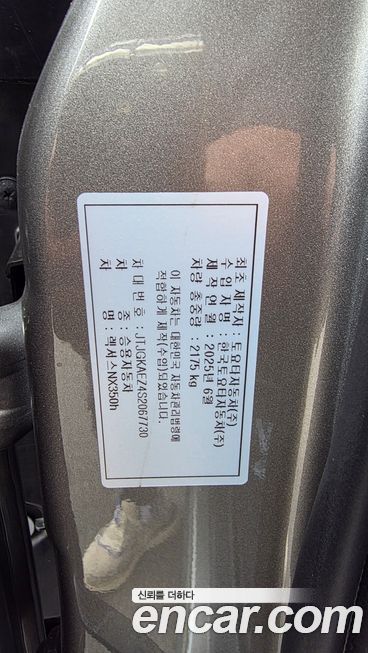 최초 제작자 : 토요타자동차(주)
수 입 자 명 : 한국토요타자동차(주)
제 작 연 월 : 2025년 6월
차량 총중량 : 2175 kg
이 자동차는 대한민국 자동차관리법령에
적합하게 제작(수입)되었습니다.
차 대 번 호 : JTJGKAEZ4S2067730
차 종 : 승용자동차
차 명 : 렉서스NX350h
신뢰를 더하다
encar.com